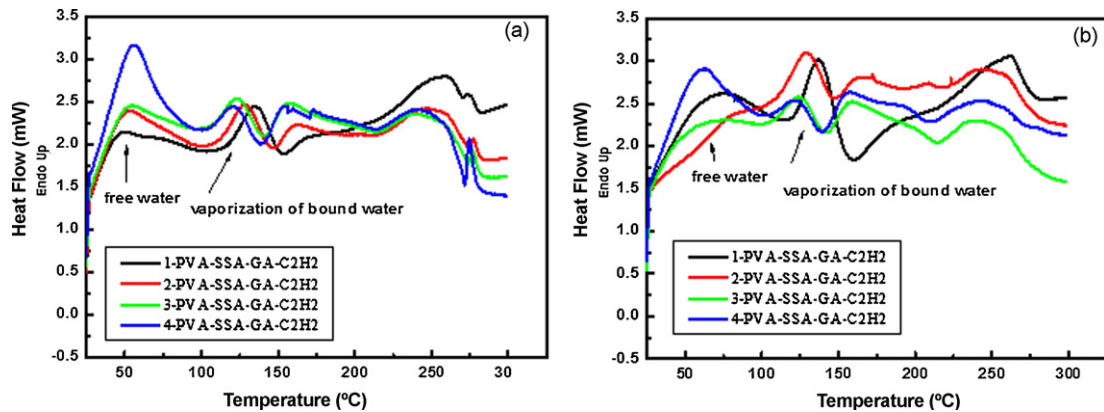 (a)
3.5
3.0
2.5
2.0
1.5
1.0
0.5
0.0
-0.5
Heat Flow (mW)
Endo Up
free water
vaporization of bound water
1-PVA-SSA-GA-C2H2
2-PVA-SSA-GA-C2H2
3-PVA-SSA-GA-C2H2
4-PVA-SSA-GA-C2H2
50 100 150 200 250 300
Temperature (ºC)
(b)
3.5
3.0
2.5
2.0
1.5
1.0
0.5
0.0
-0.5
Heat Flow (mW)
Endo Up
free water
vaporization of bound water
1-PVA-SSA-GA-C2H2
2-PVA-SSA-GA-C2H2
3-PVA-SSA-GA-C2H2
4-PVA-SSA-GA-C2H2
50 100 150 200 250 300
Temperature (ºC)